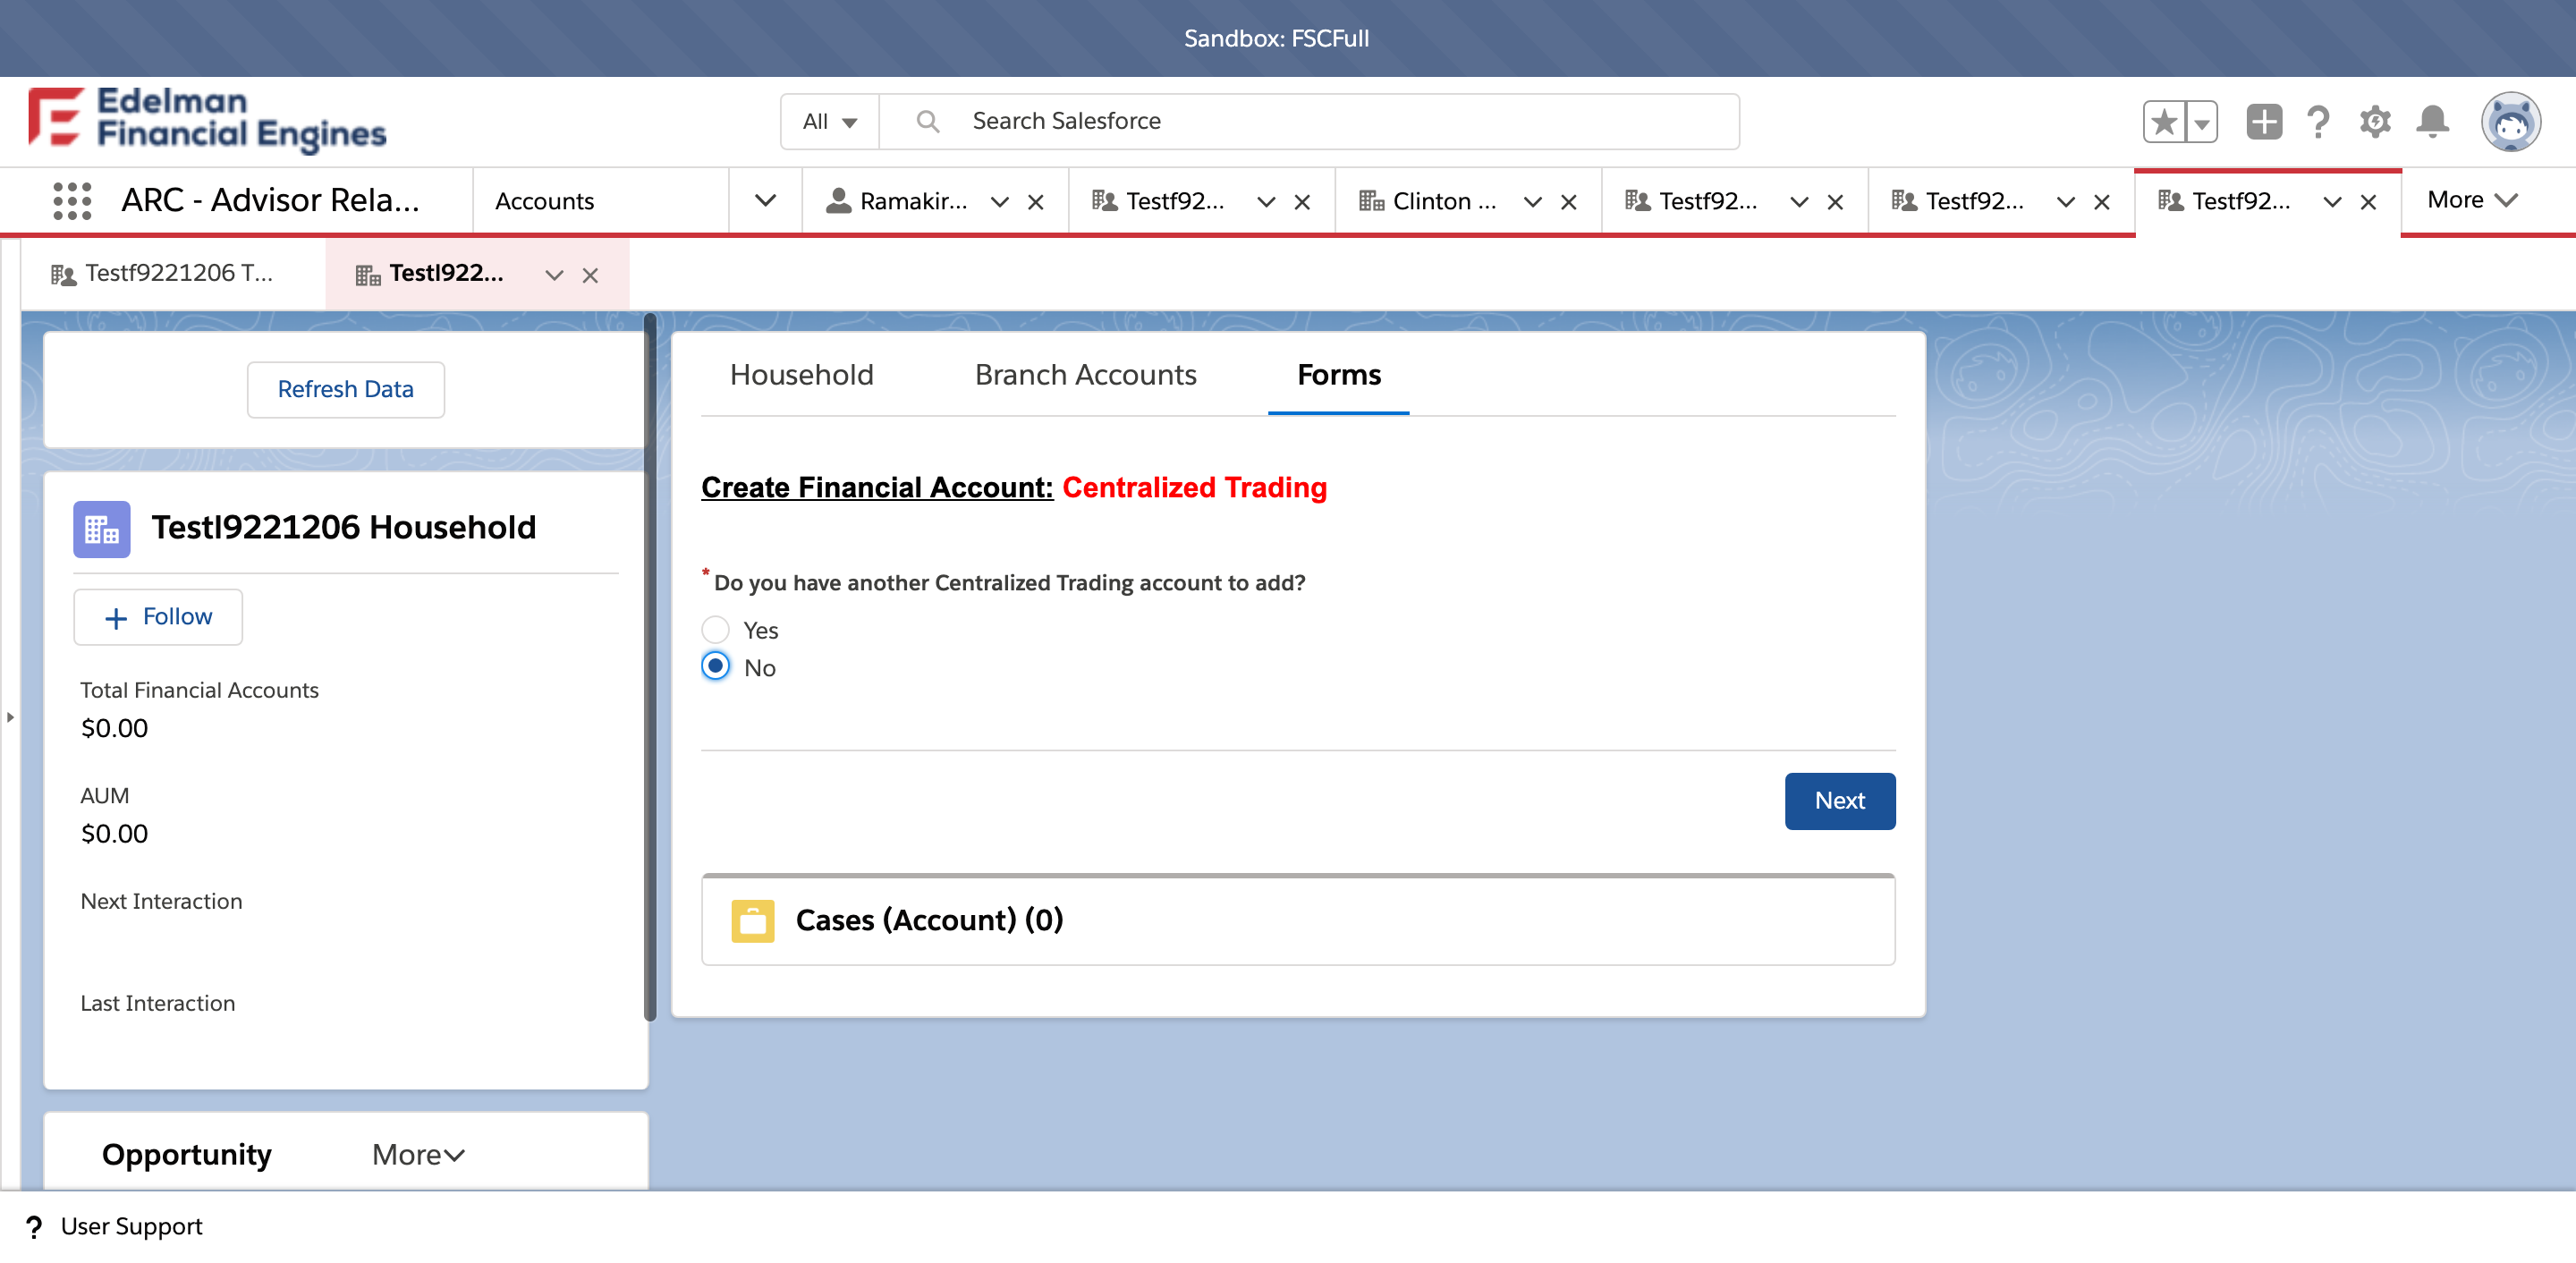 Sandbox: FSCFull
Edelman
Financial Engines
All
Search Salesforce
ARC - Advisor Rela...
Accounts
Ramakir...
Testf92...
Clinton ...
Testf92...
Testf92...
Testf92...
More
Testf9221206 T...
Testl922...
Refresh Data
Household
Branch Accounts
Forms
Testl9221206 Household
Follow
Total Financial Accounts
$0.00
AUM
$0.00
Next Interaction
Last Interaction
Opportunity
More
Create Financial Account: Centralized Trading
* Do you have another Centralized Trading account to add?
Yes
No
Next
Cases (Account) (0)
? User Support